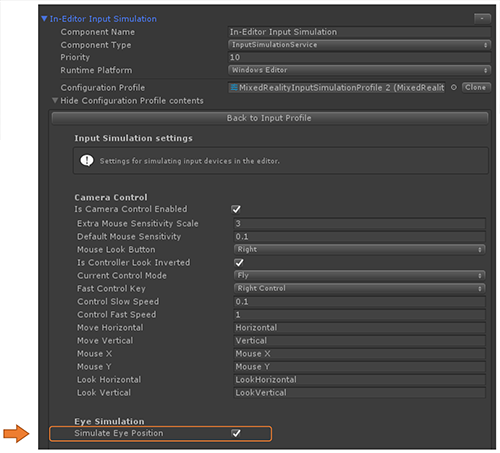 In-Editor Input Simulation
-
Component Name In-Editor Input Simulation
Component Type InputSimulationService
Priority 10
Runtime Platform Windows Editor
Configuration Profile MixedRealityInputSimulationProfile 2 (MixedRealit Clone
Hide Configuration Profile contents
Back to Input Profile
Input Simulation settings
Settings for simulating input devices in the editor.
Camera Control
Is Camera Control Enabled
Extra Mouse Sensitivity Scale 3
Default Mouse Sensitivity 0.1
Mouse Look Button Right
Is Controller Look Inverted
Current Control Mode Fly
Fast Control Key Right Control
Control Slow Speed 0.1
Control Fast Speed 1
Move Horizontal Horizontal
Move Vertical Vertical
Mouse X Mouse X
Mouse Y Mouse Y
Look Horizontal LookHorizontal
Look Vertical LookVertical
Eye Simulation
Simulate Eye Position